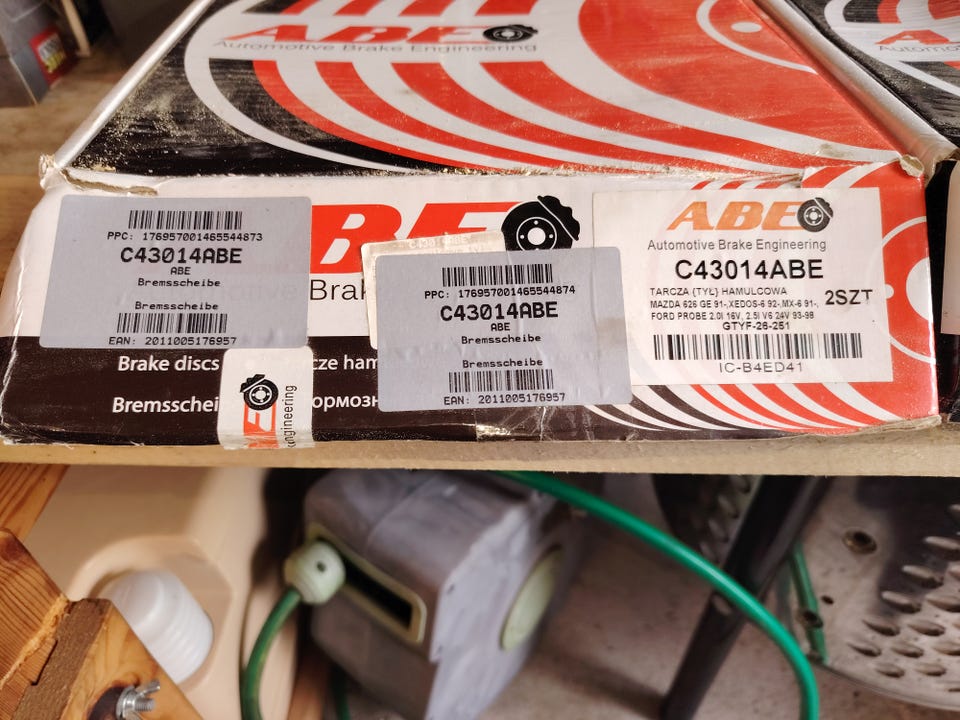 ABE
Automotive Brake Engineering
PPC: 176957001465544873
C43014ABE
ABE
Bremsscheibe
Bremsscheibe
EAN: 2011005176957
BE
Brak
C43014ABE
PPC: 176957001465544874
C43014ABE
ABE
Bremsscheibe
Bremsscheibe
EAN: 2011005176957
ABE
Automotive Brake Engineering
C43014ABE
TARCZA (TYŁ) HAMULCOWA
2SZT
MAZDA 626 GE 91-,XEDOS-6 92-,MX-6 91-,
FORD PROBE 2.0I 16V, 2.5I V6 24V 93-98
GTYF-26-251
IC-B4ED41
Brake discs
Engineering